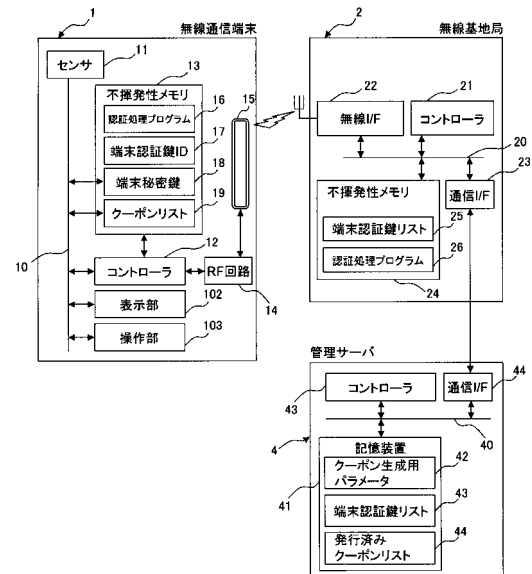 1
無線通信端末
11
センサ
13
不揮発性メモリ
16
認証処理プログラム
17
端末認証鍵ID
18
端末秘密鍵
19
クーポンリスト
15
12
コントローラ
RF回路
14
10
表示部
102
操作部
103
無線基地局
2
22
無線I/F
21
コントローラ
20
23
通信I/F
不揮発性メモリ
25
端末認証鍵リスト
26
認証処理プログラム
24
管理サーバ
43
コントローラ
通信I/F
44
40
4
41
記憶装置
クーポン生成用
パラメータ
42
端末認証鍵リスト
43
発行済み
クーポンリスト
44